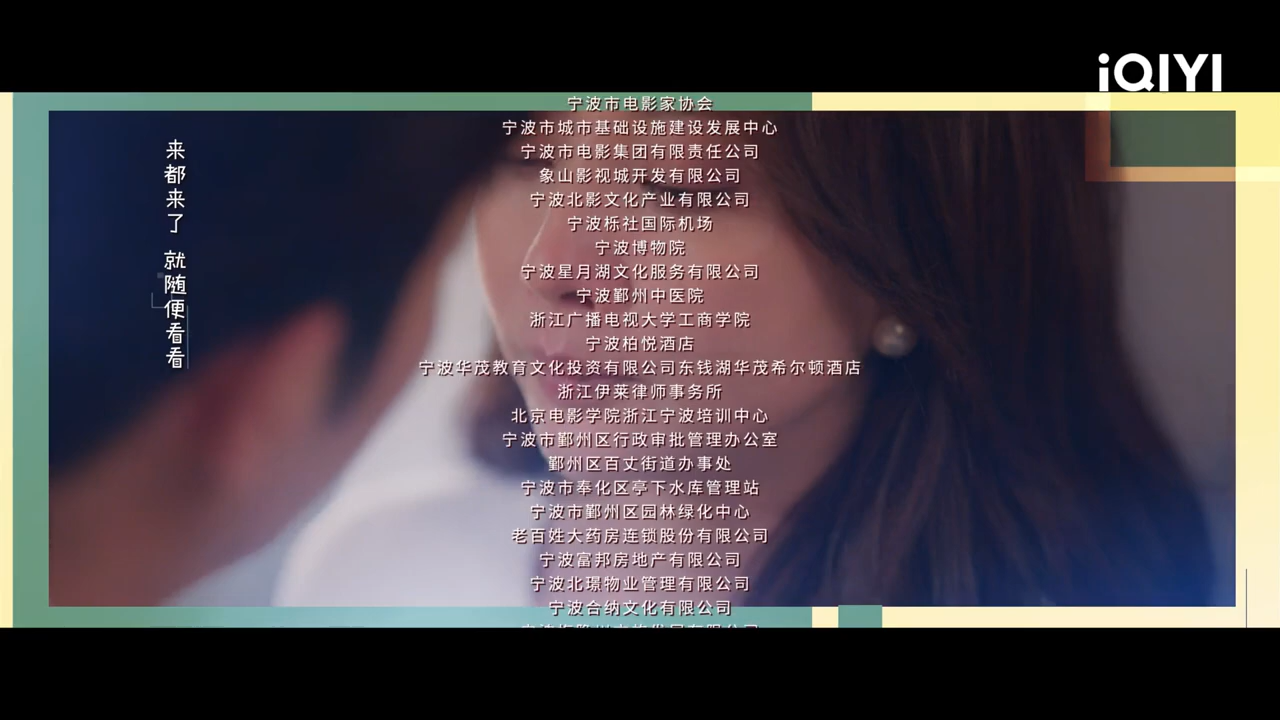 iQIYI
来都来了 就随便看看
宁波市电影家协会
宁波市城市基础设施建设发展中心
宁波市电影集团有限责任公司
象山影视城开发有限公司
宁波北影文化产业有限公司
宁波栎社国际机场
宁波博物院
宁波星月湖文化服务有限公司
宁波鄞州中医院
浙江广播电视大学工商学院
宁波柏悦酒店
宁波华茂教育文化投资有限公司东钱湖华茂希尔顿酒店
浙江伊莱律师事务所
北京电影学院浙江宁波培训中心
宁波市鄞州区行政审批管理办公室
鄞州区百丈街道办事处
宁波市奉化区亭下水库管理站
宁波市鄞州区园林绿化中心
老百姓大药房连锁股份有限公司
宁波富邦房地产有限公司
宁波北璟物业管理有限公司
宁波合纳文化有限公司